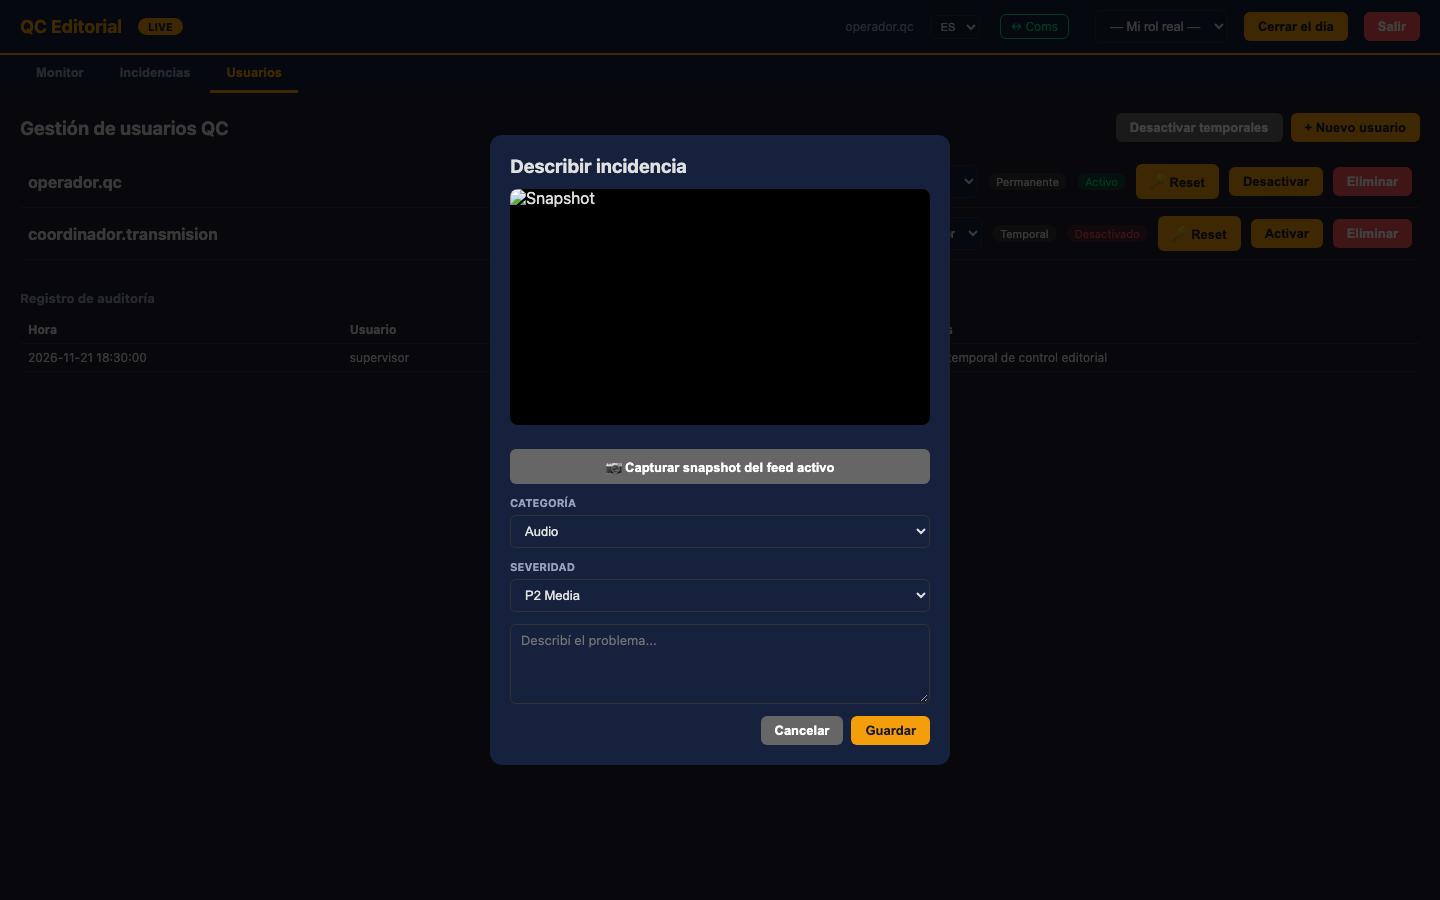 QC Editorial LIVE operador.qc ES ⇔ Coms — Mi rol real — Cerrar el día Salir
Monitor Incidencias Usuarios
Gestión de usuarios QC Desactivar temporales + Nuevo usuario
operador.qc Permanente Activo Reset Desactivar Eliminar
coordinador.transmision Temporal Desactivado Reset Activar Eliminar
Registro de auditoría
Hora Usuario
2026-11-21 18:30:00 supervisor temporal de control editorial
Describir incidencia
Snapshot
Capturar snapshot del feed activo
CATEGORÍA
Audio
SEVERIDAD
P2 Media
Describí el problema...
Cancelar Guardar